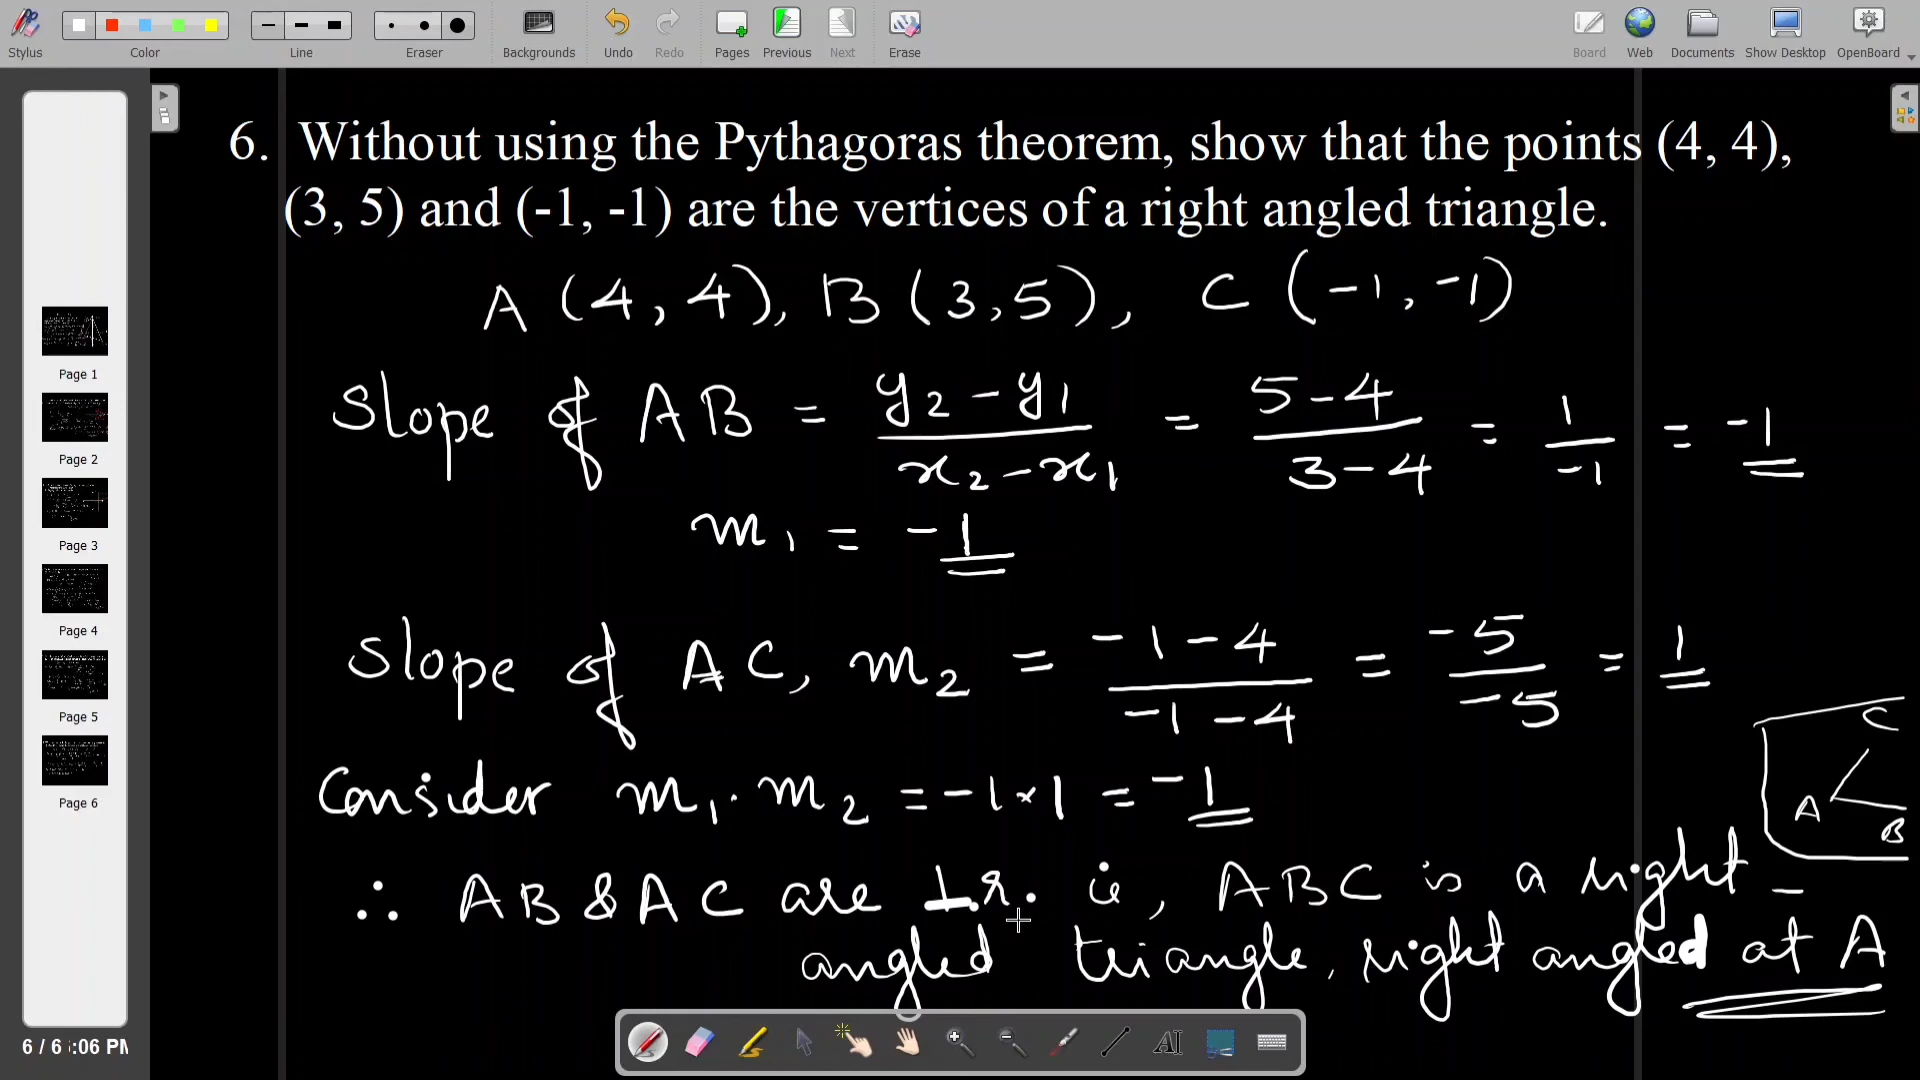 Stylus Color Line Eraser Backgrounds Undo Redo Pages Previous Next Erase Board Web Documents Show Desktop OpenBoard
6. Without using the Pythagoras theorem, show that the points (4, 4),
(3, 5) and (-1, -1) are the vertices of a right angled triangle.
A (4, 4), B (3,5), C (-1, -1)
Slope of AB = y2 - y1 / x2 - x1 = 5-4 / 3-4 = 1 / -1 = -1
m1 = -1
Slope of AC, m2 = -1-4 / -1-4 = -5 / -5 = 1
Consider m1 . m2 = -1 × 1 = -1
∴ AB & AC are ⊥r. ie, ABC is a right-
angled triangle, right angled at A
C
A
B
Page 1
Page 2
Page 3
Page 4
Page 5
Page 6
6 / 6
:06 PM
AI